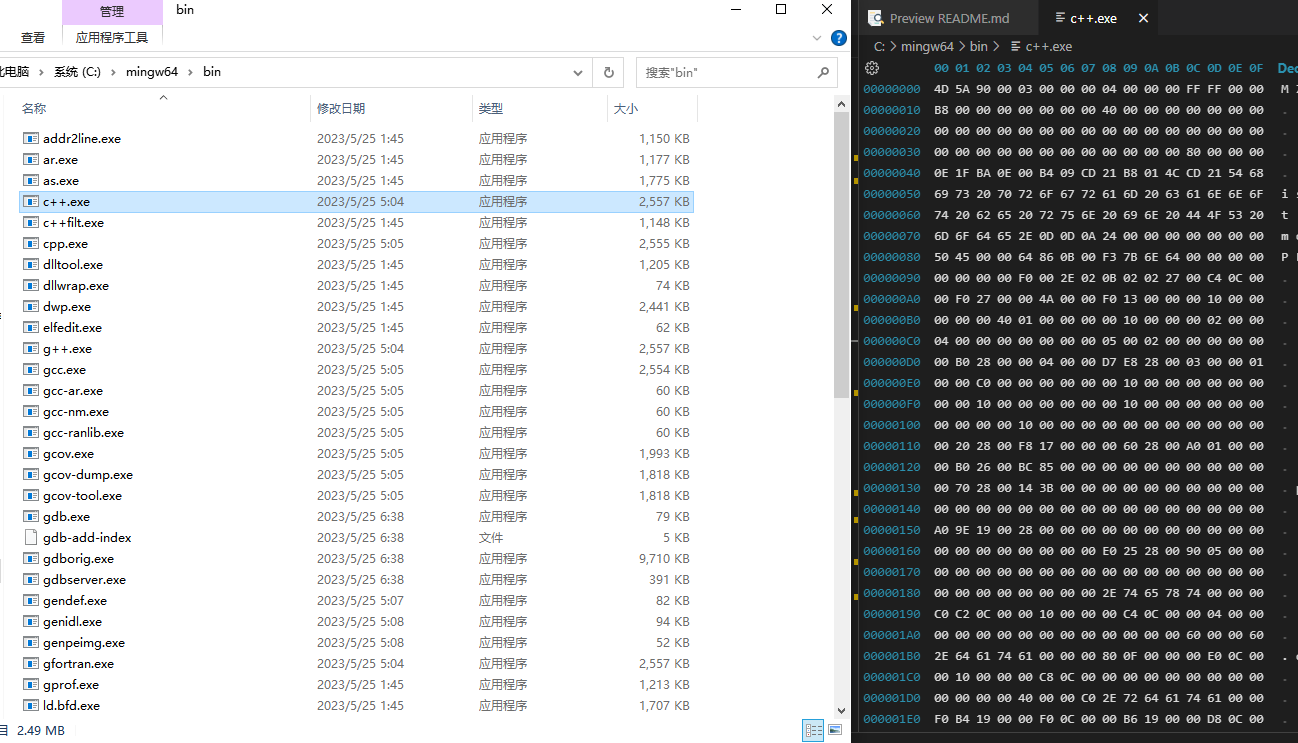 管理
bin
查看
应用程序工具
电脑 > 系统 (C:) > mingw64 > bin
搜索"bin"
名称 修改日期 类型 大小
addr2line.exe 2023/5/25 1:45 应用程序 1,150 KB
ar.exe 2023/5/25 1:45 应用程序 1,177 KB
as.exe 2023/5/25 1:45 应用程序 1,775 KB
c++.exe 2023/5/25 5:04 应用程序 2,557 KB
c++filt.exe 2023/5/25 1:45 应用程序 1,148 KB
cpp.exe 2023/5/25 5:05 应用程序 2,555 KB
dlltool.exe 2023/5/25 1:45 应用程序 1,205 KB
dllwrap.exe 2023/5/25 1:45 应用程序 74 KB
dwp.exe 2023/5/25 1:45 应用程序 2,441 KB
elfedit.exe 2023/5/25 1:45 应用程序 62 KB
g++.exe 2023/5/25 5:04 应用程序 2,557 KB
gcc.exe 2023/5/25 5:05 应用程序 2,554 KB
gcc-ar.exe 2023/5/25 5:05 应用程序 60 KB
gcc-nm.exe 2023/5/25 5:05 应用程序 60 KB
gcc-ranlib.exe 2023/5/25 5:05 应用程序 60 KB
gcov.exe 2023/5/25 5:05 应用程序 1,993 KB
gcov-dump.exe 2023/5/25 5:05 应用程序 1,818 KB
gcov-tool.exe 2023/5/25 5:05 应用程序 1,818 KB
gdb.exe 2023/5/25 6:38 应用程序 79 KB
gdb-add-index 2023/5/25 6:38 文件 5 KB
gdborig.exe 2023/5/25 6:38 应用程序 9,710 KB
gdbserver.exe 2023/5/25 6:38 应用程序 391 KB
gendef.exe 2023/5/25 5:07 应用程序 82 KB
genidl.exe 2023/5/25 5:08 应用程序 94 KB
genpeimg.exe 2023/5/25 5:08 应用程序 52 KB
gfortran.exe 2023/5/25 5:04 应用程序 2,557 KB
gprof.exe 2023/5/25 1:45 应用程序 1,213 KB
ld.bfd.exe 2023/5/25 1:45 应用程序 1,707 KB
2.49 MB
Preview README.md c++.exe
C: > mingw64 > bin > c++.exe
00 01 02 03 04 05 06 07 08 09 0A 0B 0C 0D 0E 0F Dec
00000000 4D 5A 90 00 03 00 00 00 04 00 00 00 FF FF 00 00 M
00000010 B8 00 00 00 00 00 00 00 40 00 00 00 00 00 00 00 .
00000020 00 00 00 00 00 00 00 00 00 00 00 00 00 00 00 00 .
00000030 00 00 00 00 00 00 00 00 00 00 00 00 80 00 00 00 .
00000040 0E 1F BA 0E 00 B4 09 CD 21 B8 01 4C CD 21 54 68 .
00000050 69 73 20 70 72 6F 67 72 61 6D 20 63 61 6E 6E 6F i s
00000060 74 20 62 65 20 72 75 6E 20 69 6E 20 44 4F 53 20 t
00000070 6D 6F 64 65 2E 0D 0D 0A 24 00 00 00 00 00 00 00 m
00000080 50 45 00 00 64 86 0B 00 F3 7B 6E 64 00 00 00 00 P
00000090 00 00 00 00 F0 00 2E 02 0B 02 02 27 00 C4 0C 00 .
000000A0 00 F0 27 00 00 4A 00 00 F0 13 00 00 00 10 00 00 .
000000B0 00 00 00 40 01 00 00 00 00 10 00 00 00 02 00 00 .
000000C0 04 00 00 00 00 00 00 00 05 00 02 00 00 00 00 00 .
000000D0 00 B0 28 00 00 04 00 00 D7 E8 28 00 03 00 00 01 .
000000E0 00 00 C0 00 00 00 00 00 00 10 00 00 00 00 00 00 .
000000F0 00 00 10 00 00 00 00 00 00 10 00 00 00 00 00 00 .
00000100 00 00 00 00 10 00 00 00 00 00 00 00 00 00 00 00 .
00000110 00 20 28 00 F8 17 00 00 00 60 28 00 A0 01 00 00 .
00000120 00 B0 26 00 BC 85 00 00 00 00 00 00 00 00 00 00 .
00000130 00 70 28 00 14 3B 00 00 00 00 00 00 00 00 00 00 .
00000140 00 00 00 00 00 00 00 00 00 00 00 00 00 00 00 00 .
00000150 A0 9E 19 00 28 00 00 00 00 00 00 00 00 00 00 00 .
00000160 00 00 00 00 00 00 00 00 E0 25 28 00 90 05 00 00 .
00000170 00 00 00 00 00 00 00 00 00 00 00 00 00 00 00 00 .
00000180 00 00 00 00 00 00 00 00 2E 74 65 78 74 00 00 00 .
00000190 C0 C2 0C 00 00 10 00 00 00 C4 0C 00 00 04 00 00 .
000001A0 00 00 00 00 00 00 00 00 00 00 00 00 60 00 00 60 .
000001B0 2E 64 61 74 61 00 00 00 80 0F 00 00 00 E0 0C 00 .
000001C0 00 10 00 00 00 C8 0C 00 00 00 00 00 00 00 00 00 .
000001D0 00 00 00 00 40 00 00 C0 2E 72 64 61 74 61 00 00 .
000001E0 F0 B4 19 00 00 F0 0C 00 00 B6 19 00 00 D8 0C 00 .